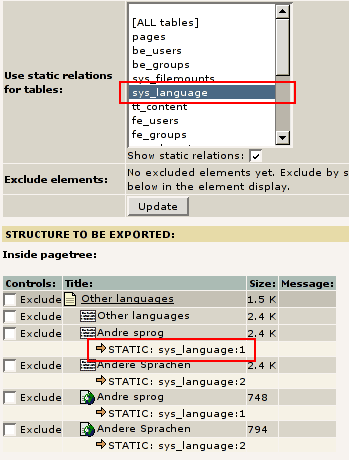 [ALL tables]
pages
be_users
be_groups
sys_filemounts
Use static relations for tables:
sys_language
tt_content
fe_users
fe_groups
Show static relations:
Exclude elements:
No excluded elements yet. Exclude by s
below in the element display.
Update
STRUCTURE TO BE EXPORTED:
Inside pagetree:
Controls: Title: Size: Message:
Exclude Other languages 1.5 K
Exclude Other languages 2.4 K
Exclude Andre sprog 2.4 K
STATIC: sys_language:1
Exclude Andere Sprachen 2.4 K
STATIC: sys_language:2
Exclude Andre sprog 748
STATIC: sys_language:1
Exclude Andere Sprachen 794
STATIC: sys_language:2